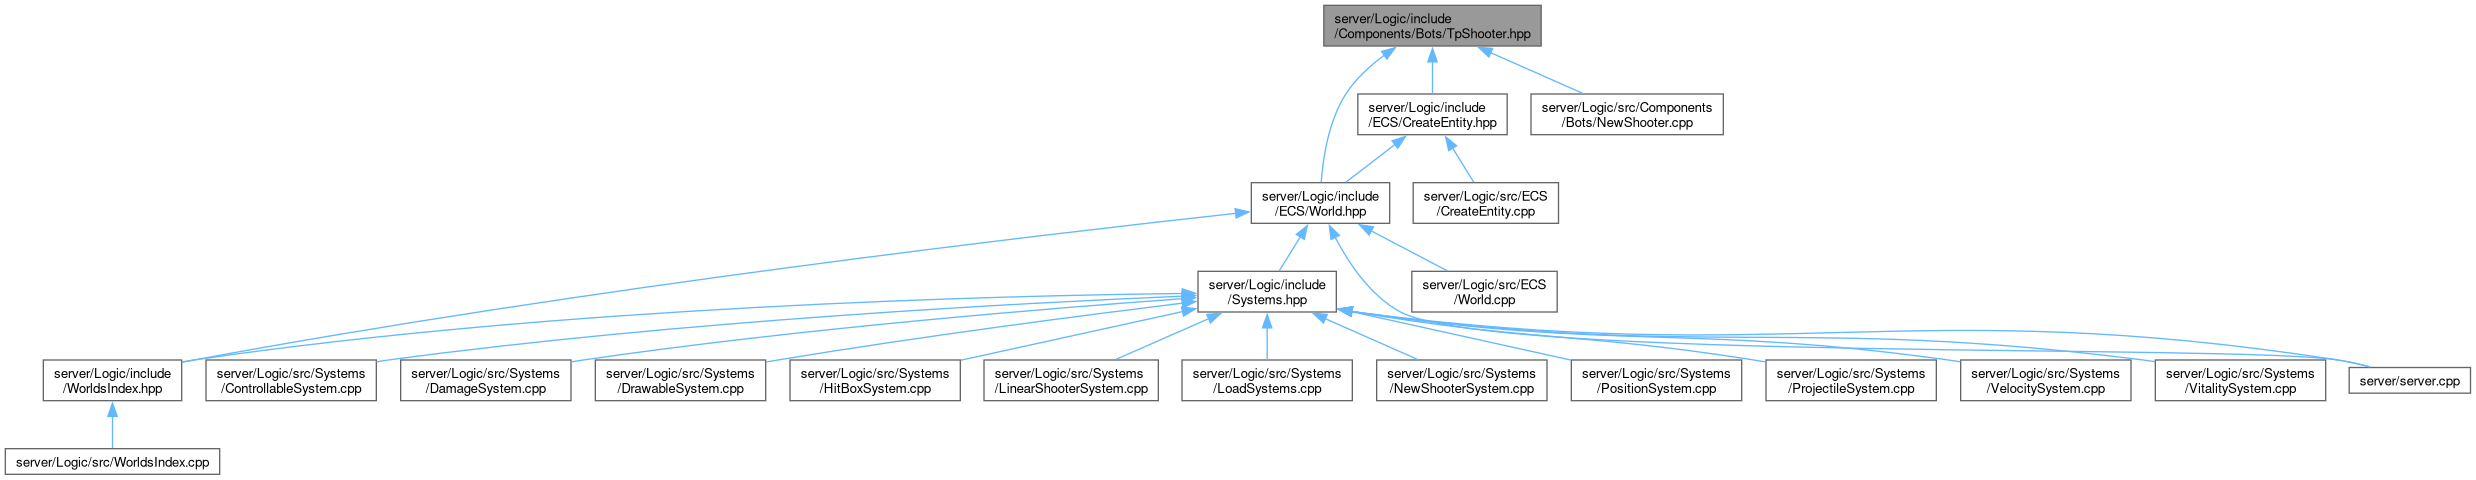 server/Logic/include
/Components/Bots/TpShooter.hpp
server/Logic/include
/ECS/CreateEntity.hpp
server/Logic/src/Components
/Bots/NewShooter.cpp
server/Logic/include
/ECS/World.hpp
server/Logic/src/ECS
/CreateEntity.cpp
server/Logic/include
/Systems.hpp
server/Logic/src/ECS
/World.cpp
server/Logic/include
/WorldsIndex.hpp
server/Logic/src/Systems
/ControllableSystem.cpp
server/Logic/src/Systems
/DamageSystem.cpp
server/Logic/src/Systems
/DrawableSystem.cpp
server/Logic/src/Systems
/HitBoxSystem.cpp
server/Logic/src/Systems
/LinearShooterSystem.cpp
server/Logic/src/Systems
/LoadSystems.cpp
server/Logic/src/Systems
/NewShooterSystem.cpp
server/Logic/src/Systems
/PositionSystem.cpp
server/Logic/src/Systems
/ProjectileSystem.cpp
server/Logic/src/Systems
/VelocitySystem.cpp
server/Logic/src/Systems
/VitalitySystem.cpp
server/server.cpp
server/Logic/src/WorldsIndex.cpp